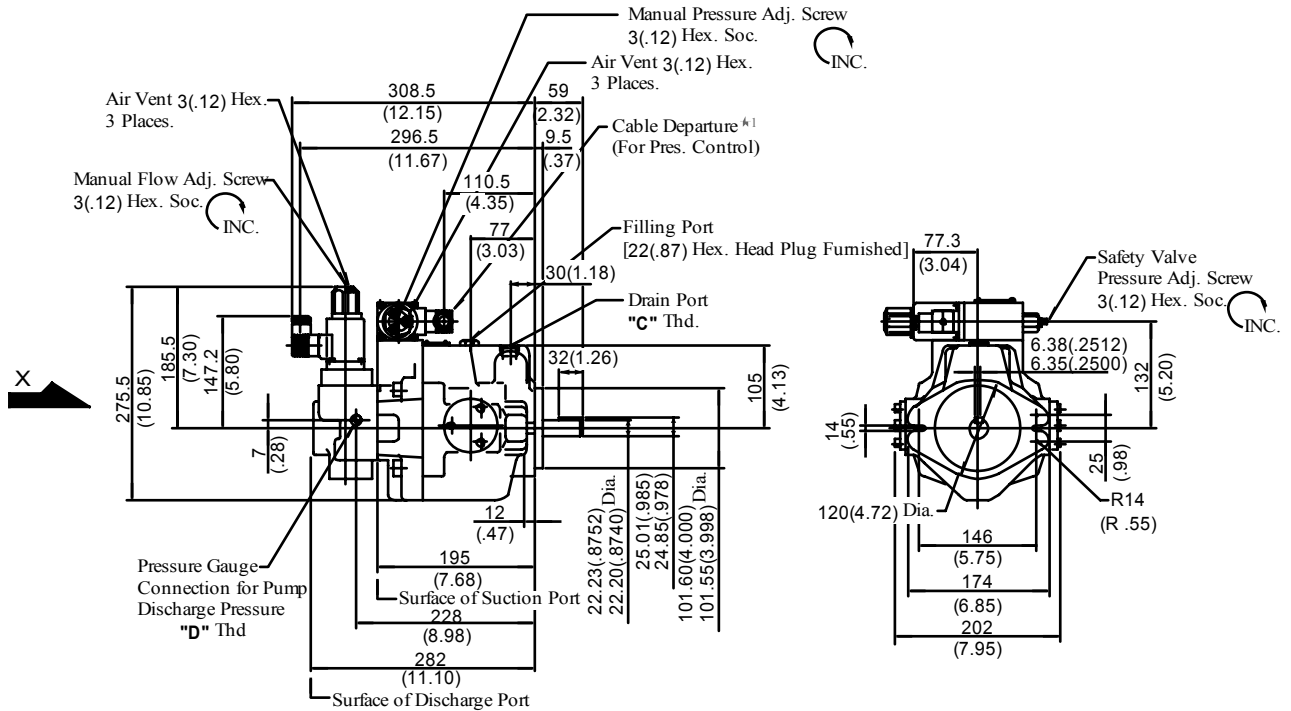 Manual Pressure Adj. Screw
3(.12) Hex. Soc.
INC.
Air Vent 3(.12) Hex.
3 Places.
Air Vent 3(.12) Hex.
3 Places.
308.5
(12.15)
59
(2.32)
Cable Departure *1
(For Pres. Control)
296.5
(11.67)
9.5
(.37)
Manual Flow Adj. Screw
3(.12) Hex. Soc.
INC.
110.5
(4.35)
77
(3.03)
Filling Port
[22(.87) Hex. Head Plug Furnished]
30(1.18)
Drain Port
"C" Thd.
77.3
(3.04)
Safety Valve
Pressure Adj. Screw
3(.12) Hex. Soc.
INC.
X
275.5
(10.85)
185.5
(7.30)
147.2
(5.80)
32(1.26)
105
(4.13)
6.38(.2512)
6.35(.2500)
132
(5.20)
7
(.28)
14
(.55)
25
(.98)
12
(.47)
22.23(.8752)
22.20(.8740) Dia.
25.01(.985)
24.85(.978)
101.60(4.000)
101.55(3.998) Dia.
120(4.72) Dia.
R14
(R .55)
146
(5.75)
174
(6.85)
202
(7.95)
195
(7.68)
Surface of Suction Port
Pressure Gauge
Connection for Pump
Discharge Pressure
"D" Thd
228
(8.98)
282
(11.10)
Surface of Discharge Port